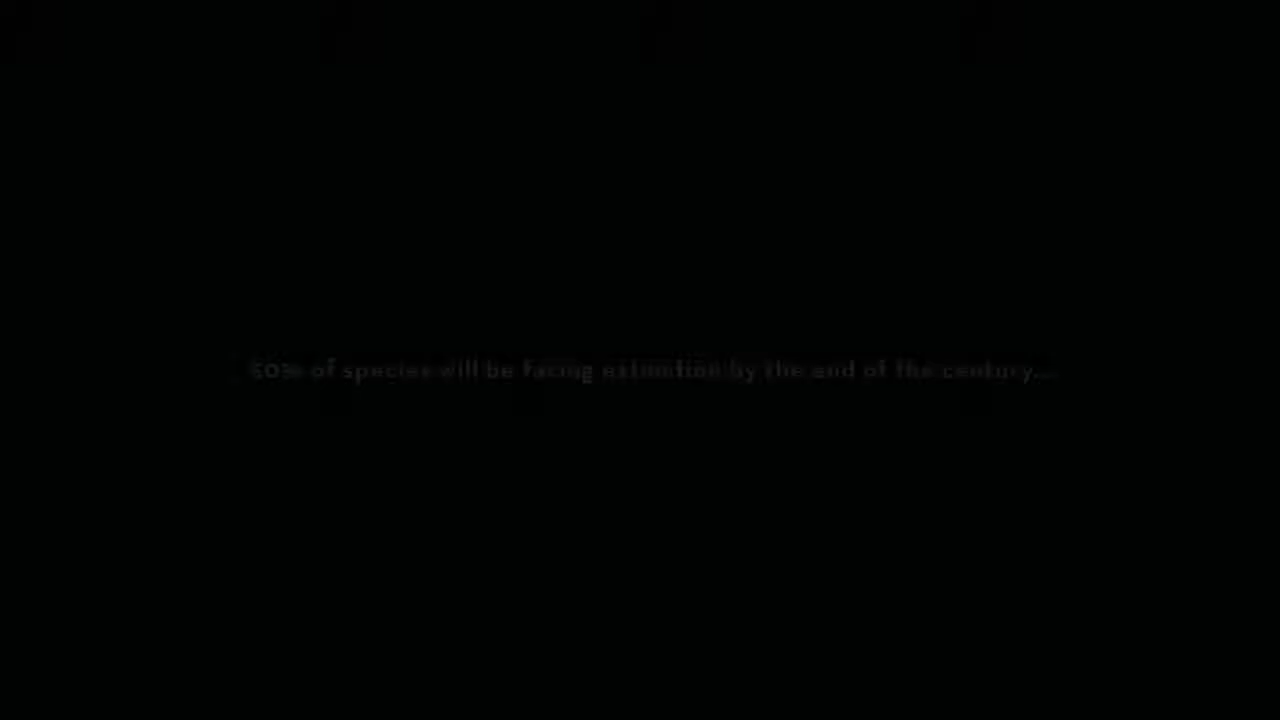 50% of species will be facing extinction by the end of the century...